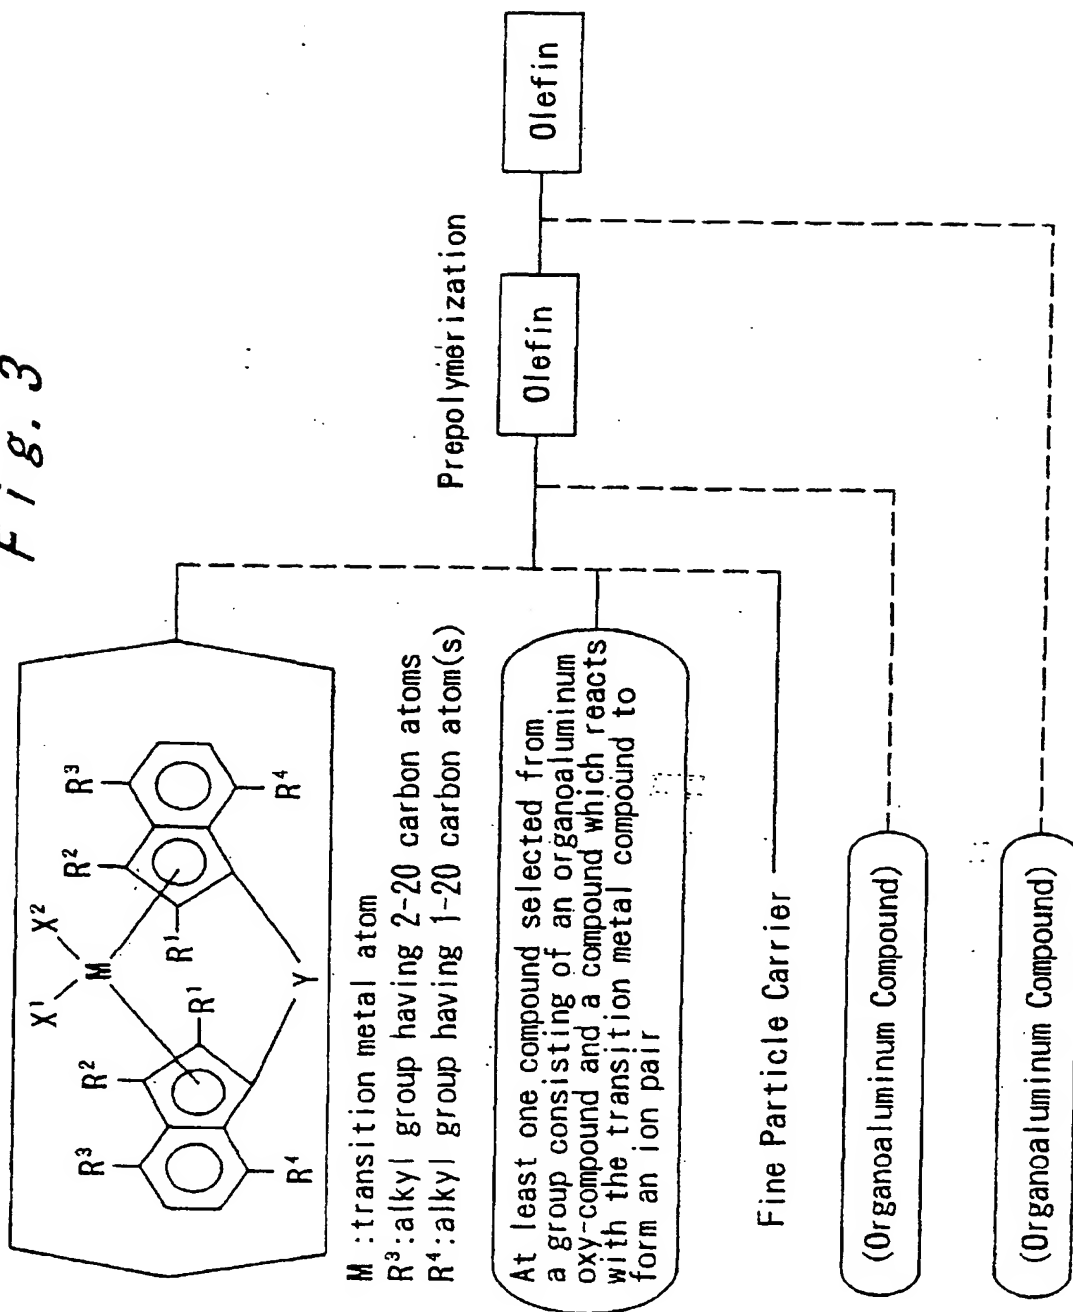 Fig. 3
X¹ X²
M
R³ R² R¹ R⁴
R² R³ R¹ R⁴
Y
M :transition metal atom
R³:alkyl group having 2-20 carbon atoms
R⁴:alkyl group having 1-20 carbon atom(s)
At least one compound selected from
a group consisting of an organoaluminum
oxy-compound and a compound which reacts
with the transition metal compound to
form an ion pair
Fine Particle Carrier
(Organoaluminum Compound)
(Organoaluminum Compound)
Prepolymerization
Olefin
Olefin